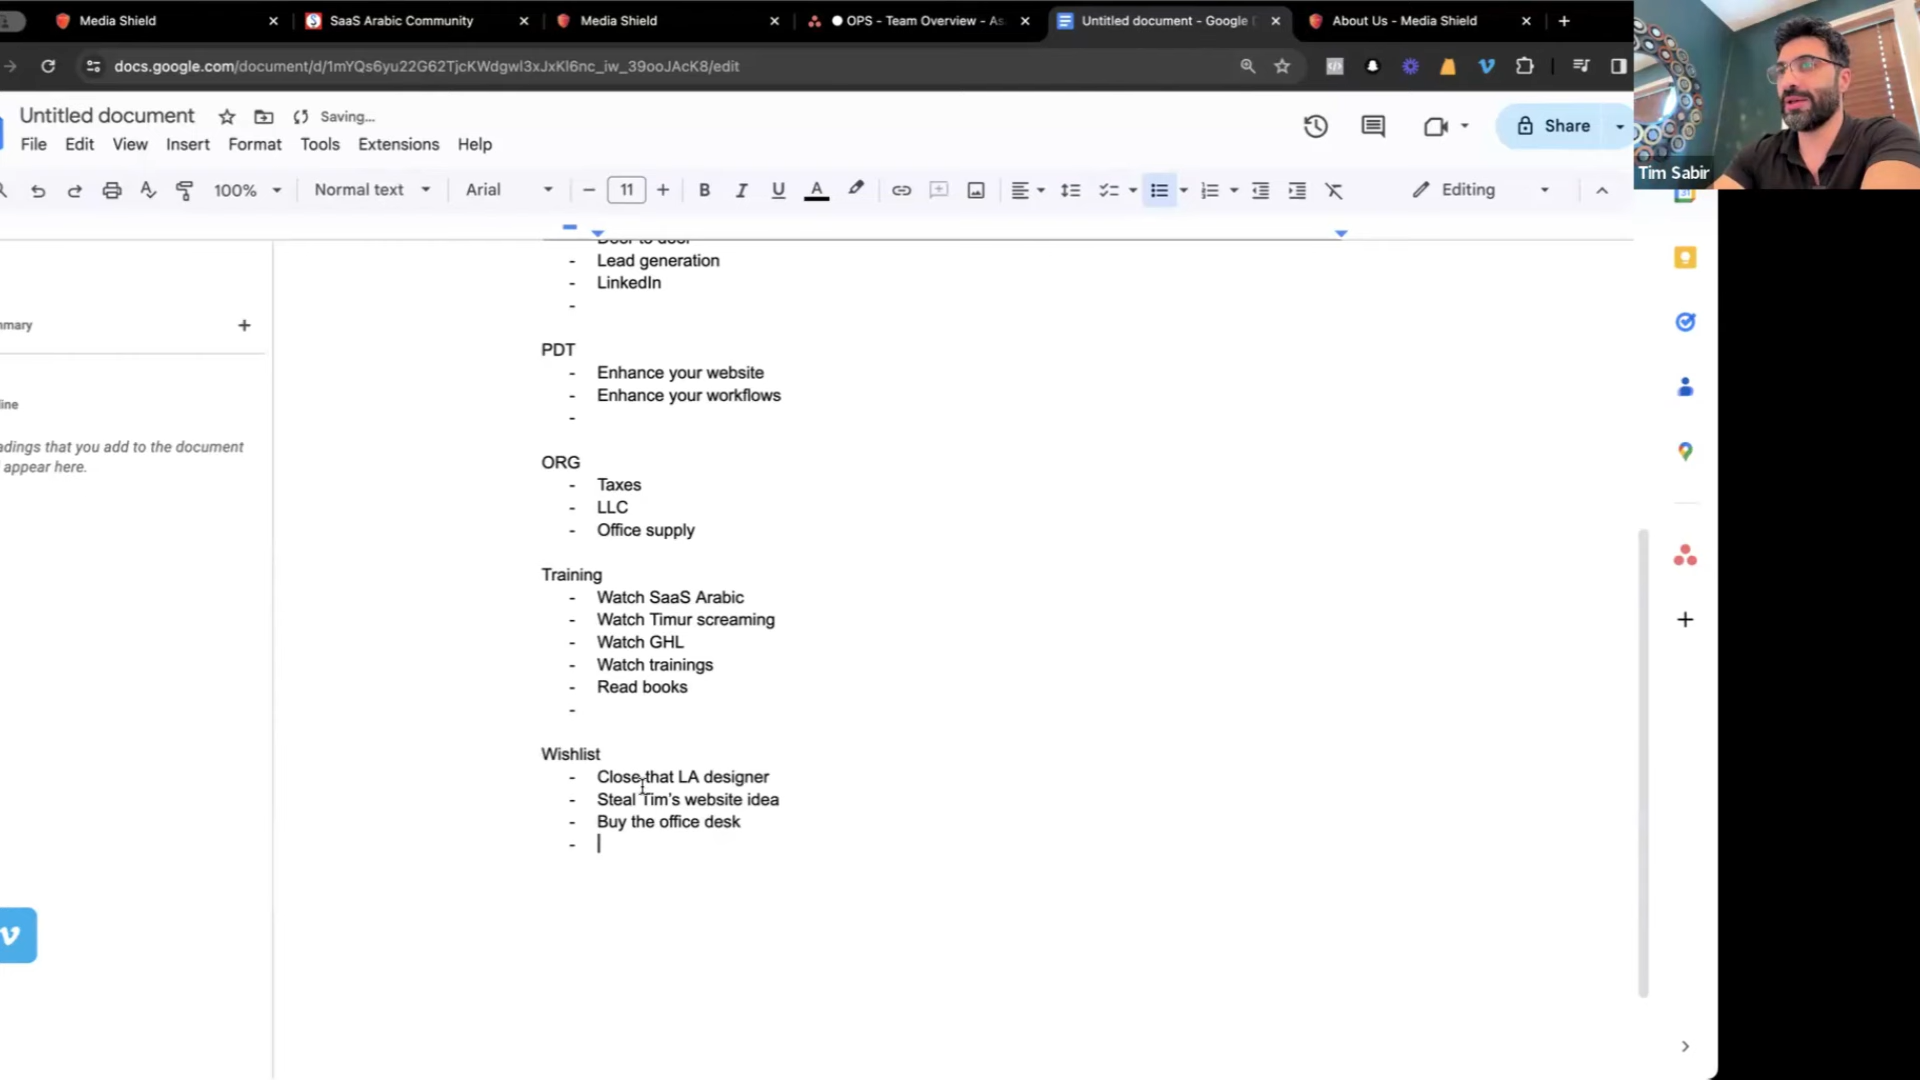 Media Shield
SaaS Arabic Community
Media Shield
OPS - Team Overview - As
Untitled document - Google D
About Us - Media Shield
docs.google.com/document/d/1mYQs6yu22G62TjcKWdgwl3xJxKl6nc_iw_39ooJAcK8/edit
Tim Sabir
Untitled document
Saving...
Share
File Edit View Insert Format Tools Extensions Help
100% Normal text Arial 11 Editing
Door to door
- Lead generation
- LinkedIn
-
mmary
PDT
- Enhance your website
- Enhance your workflows
-
ine
adings that you add to the document
appear here.
ORG
- Taxes
- LLC
- Office supply
Training
- Watch SaaS Arabic
- Watch Timur screaming
- Watch GHL
- Watch trainings
- Read books
-
Wishlist
- Close that LA designer
- Steal Tim's website idea
- Buy the office desk
-